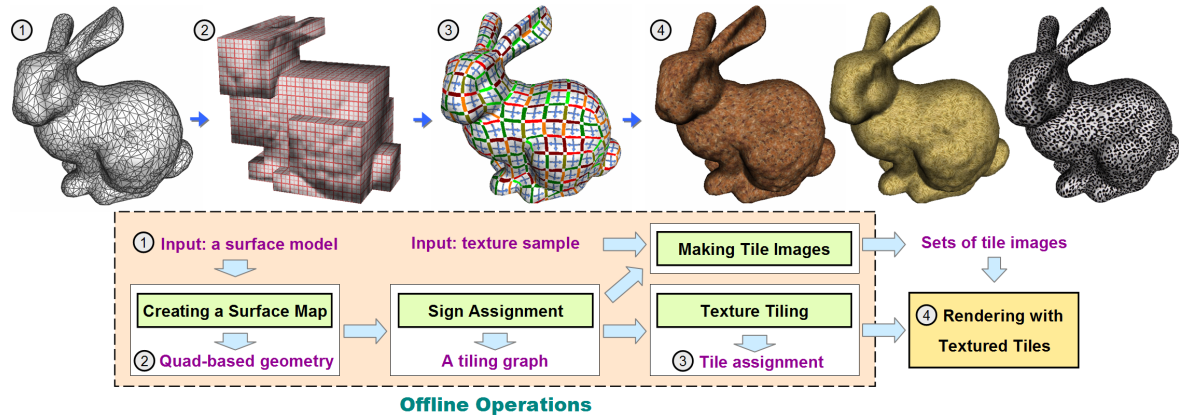 1
2
3
4
1 Input: a surface model
Input: texture sample
Making Tile Images
Sets of tile images
Creating a Surface Map
Sign Assignment
Texture Tiling
4 Rendering with
Textured Tiles
2 Quad-based geometry
A tiling graph
3 Tile assignment
Offline Operations